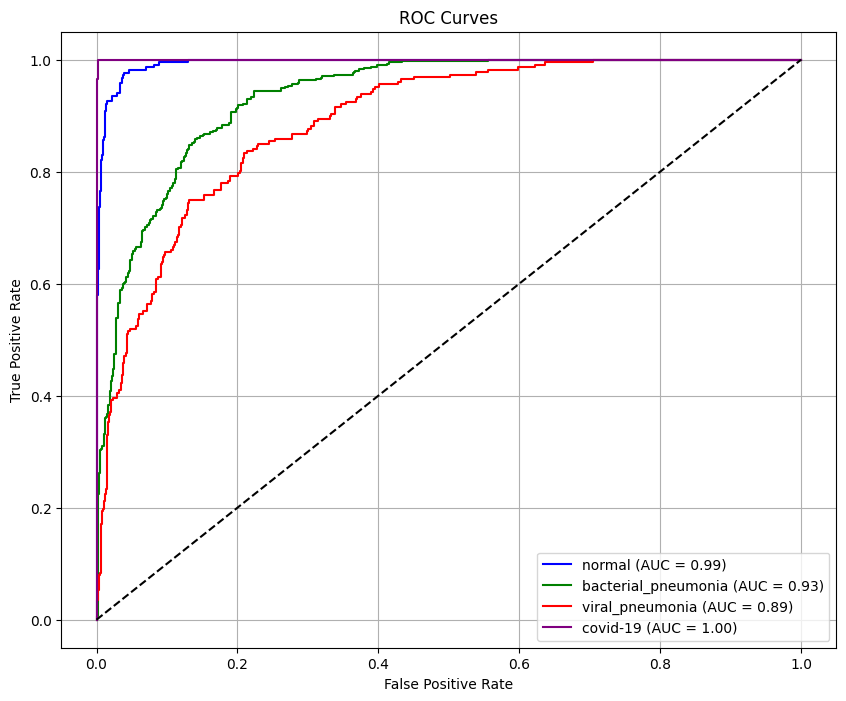 ROC Curves
True Positive Rate
1.0
0.8
0.6
0.4
0.2
0.0
0.0 0.2 0.4 0.6 0.8 1.0
False Positive Rate
normal (AUC = 0.99)
bacterial_pneumonia (AUC = 0.93)
viral_pneumonia (AUC = 0.89)
covid-19 (AUC = 1.00)